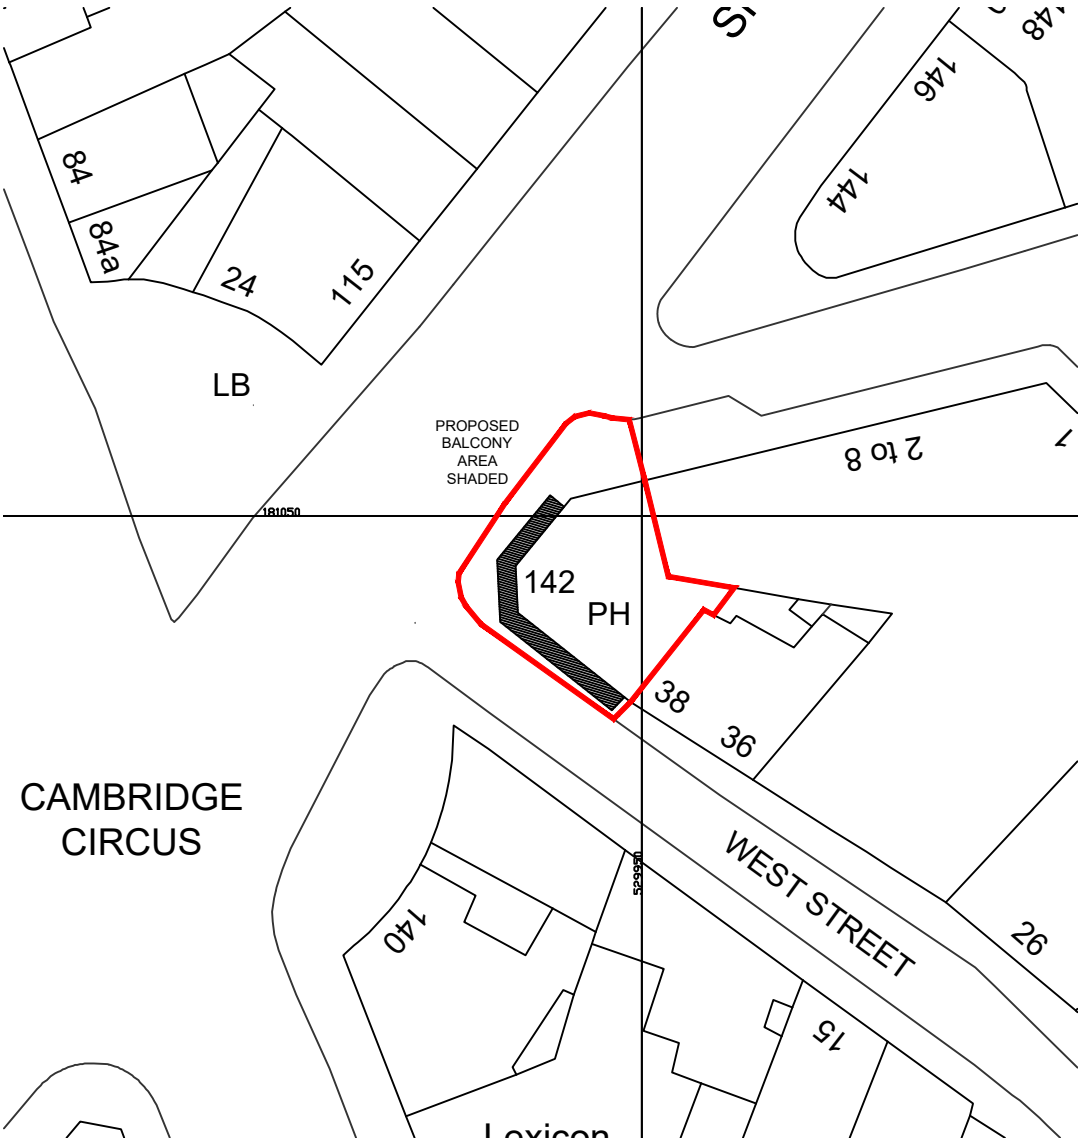 148
146
144
84
84a
24
115
LB
PROPOSED
BALCONY
AREA
SHADED
2 to 8
181050
142
PH
38
36
CAMBRIDGE
CIRCUS
WEST STREET
529950
140
26
15
Lexicon